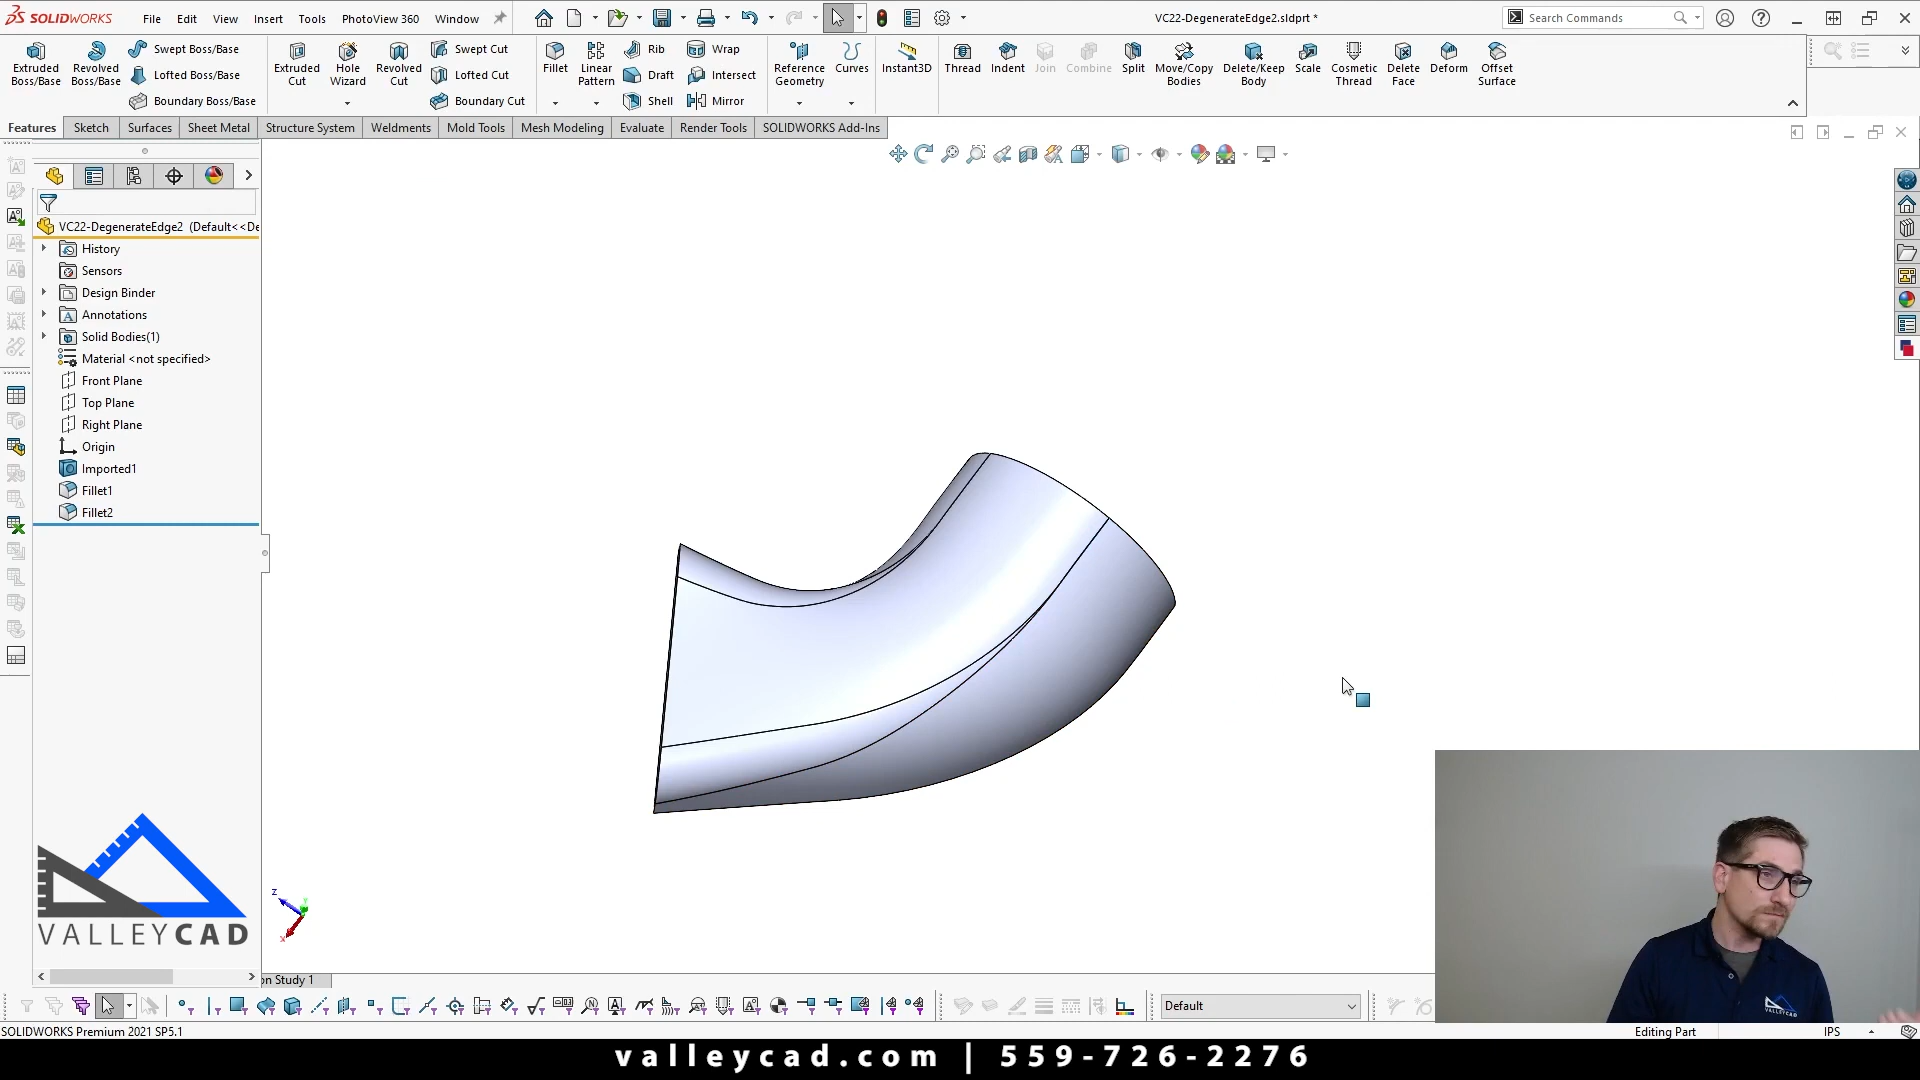 SOLIDWORKS
File Edit View Insert Tools PhotoView 360 Window
VC22-DegenerateEdge2.sldprt *
Search Commands
Extruded Boss/Base
Revolved Boss/Base
Swept Boss/Base
Lofted Boss/Base
Boundary Boss/Base
Extruded Cut
Hole Wizard
Revolved Cut
Swept Cut
Lofted Cut
Boundary Cut
Fillet
Linear Pattern
Rib
Draft
Shell
Wrap
Intersect
Mirror
Reference Geometry
Curves
Instant3D
Thread
Indent
Join
Combine
Split
Move/Copy Bodies
Delete/Keep Body
Scale
Cosmetic Thread
Delete Face
Deform
Offset Surface
Features Sketch Surfaces Sheet Metal Structure System Weldments Mold Tools Mesh Modeling Evaluate Render Tools SOLIDWORKS Add-Ins
VC22-DegenerateEdge2 (Default<<De
History
Sensors
Design Binder
Annotations
Solid Bodies(1)
Material <not specified>
Front Plane
Top Plane
Right Plane
Origin
Imported1
Fillet1
Fillet2
VALLEYCAD
z
x
on Study 1
Default
VALLEYCAD
SOLIDWORKS Premium 2021 SP5.1
Editing Part
IPS
valleycad.com | 559-726-2276